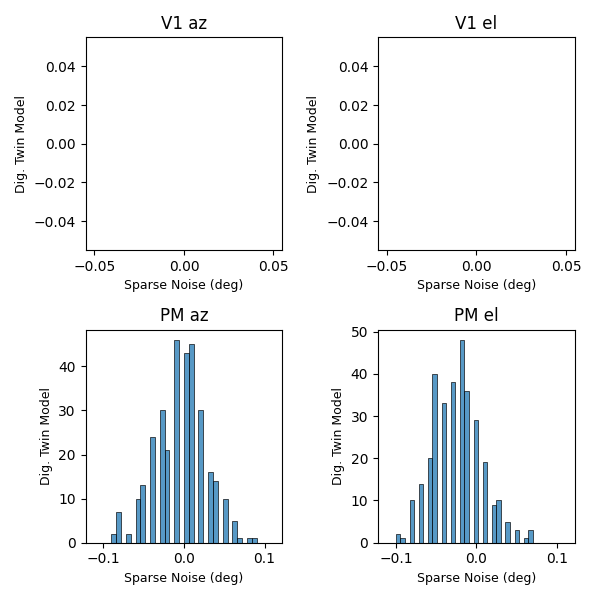 V1 az
V1 el
Dig. Twin Model
0.04
0.02
0.00
−0.02
−0.04
−0.05 0.00 0.05
Sparse Noise (deg)
Dig. Twin Model
0.04
0.02
0.00
−0.02
−0.04
−0.05 0.00 0.05
Sparse Noise (deg)
PM az
PM el
Dig. Twin Model
40
30
20
10
0
−0.1 0.0 0.1
Sparse Noise (deg)
Dig. Twin Model
50
40
30
20
10
0
−0.1 0.0 0.1
Sparse Noise (deg)